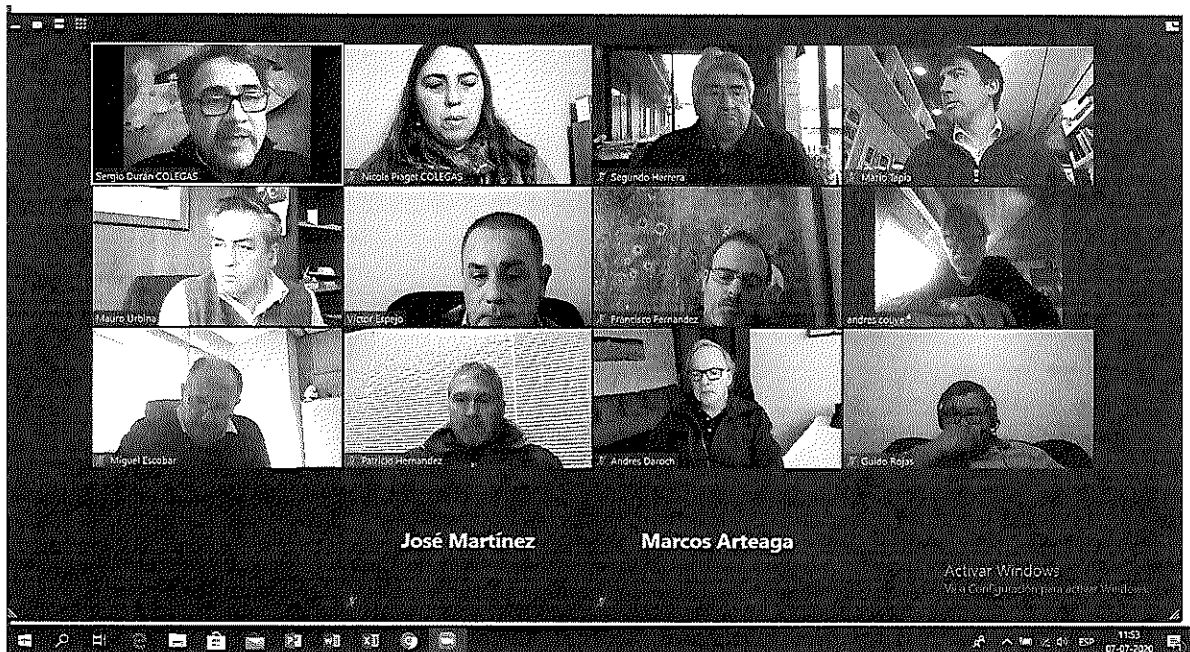 Sergio Durán COLEGAS
Nicole Piaget COLEGAS
Segundo Herrera
Mario Tapia
Mauro Urbina
Victor Espejo
Francisco Fernandez
andres couve
Miguel Escobar
Patricio Hernandez
Andres Daroch
Guido Rojas
José Martínez
Marcos Arteaga
Activar Windows
Ve a Configuración para activar Windows.
ESP
11:53
07-07-2020